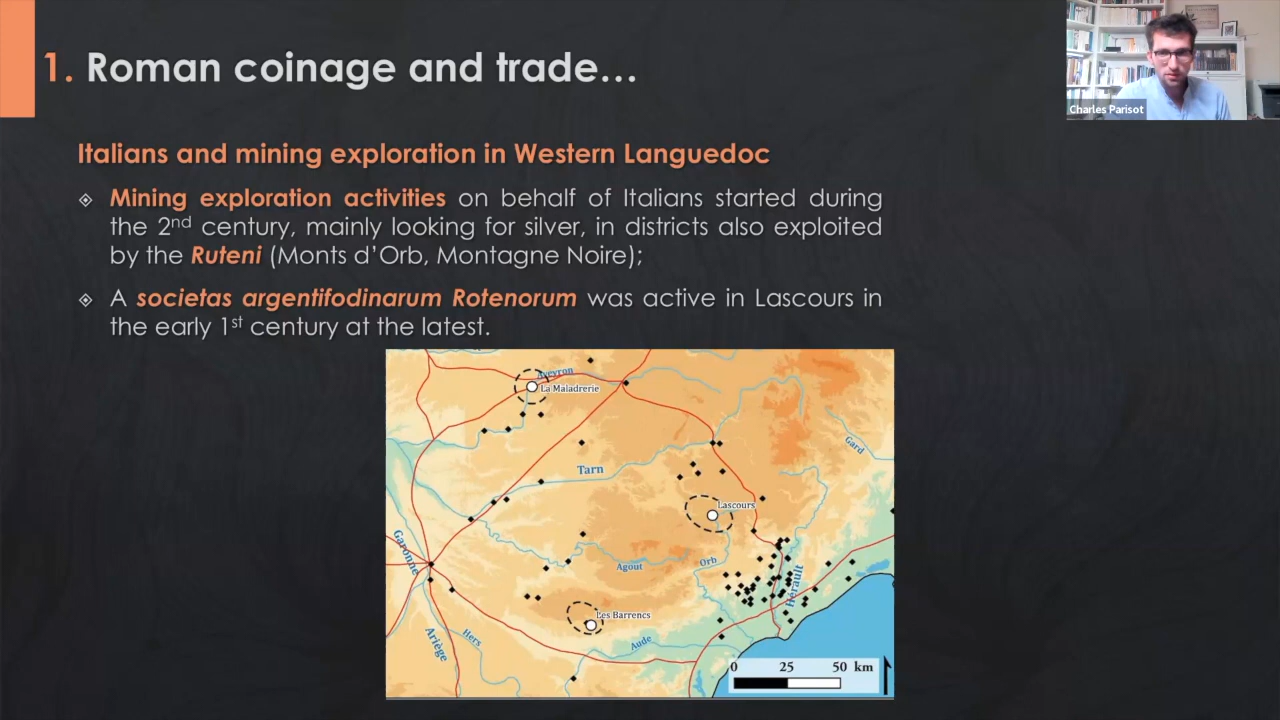 1. Roman coinage and trade…
Charles Parisot
Italians and mining exploration in Western Languedoc
Mining exploration activities on behalf of Italians started during
the 2nd century, mainly looking for silver, in districts also exploited
by the Ruteni (Monts d’Orb, Montagne Noire);
A societas argentifodinarum Rotenorum was active in Lascours in
the early 1st century at the latest.
Aveyron
La Maladrerie
Gard
Tarn
Lascours
Garonne
Agout
Orb
Hérault
Les Barrencs
Ariège
Hers
Aude
0 25 50 km